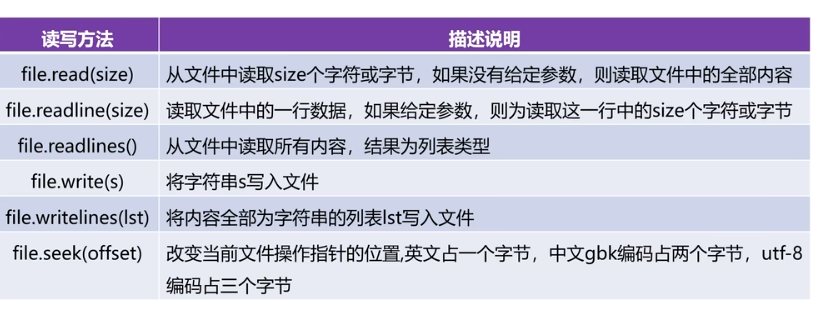 读写方法 描述说明
file.read(size) 从文件中读取size个字符或字节，如果没有给定参数，则读取文件中的全部内容
file.readline(size) 读取文件中的一行数据，如果给定参数，则为读取这一行中的size个字符或字节
file.readlines() 从文件中读取所有内容，结果为列表类型
file.write(s) 将字符串s写入文件
file.writelines(lst) 将内容全部为字符串的列表lst写入文件
file.seek(offset) 改变当前文件操作指针的位置,英文占一个字节，中文gbk编码占两个字节，utf-8
编码占三个字节